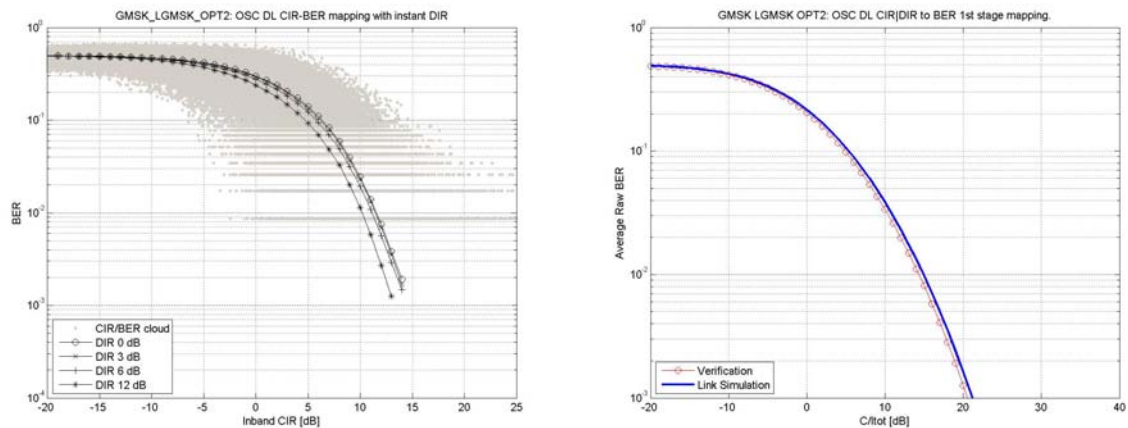 GMSK_LGMSK_OPT2: OSC DL CIR-BER mapping with instant DIR
10^0
10^-1
10^-2
10^-3
10^-4
BER
CIR/BER cloud
DIR 0 dB
DIR 3 dB
DIR 6 dB
DIR 12 dB
-20 -15 -10 -5 0 5 10 15 20 25
Inband CIR [dB]
GMSK LGMSK OPT2: OSC DL CIR|DIR to BER 1st stage mapping.
10^0
10^-1
10^-2
10^-3
Average Raw BER
Verification
Link Simulation
-20 -10 0 10 20 30 40
C/Itot [dB]